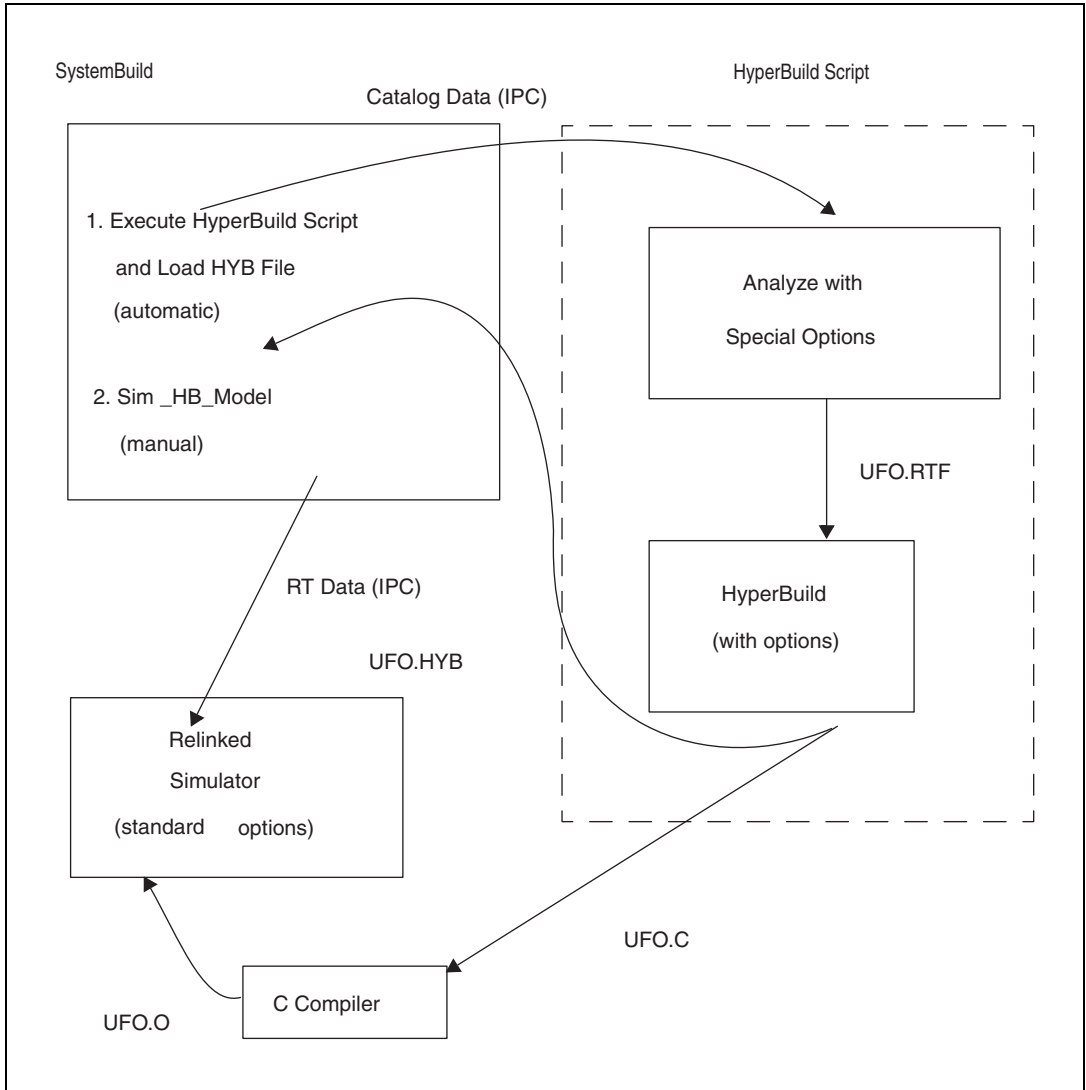 SystemBuild
HyperBuild Script
Catalog Data (IPC)
1. Execute HyperBuild Script
and Load HYB File
(automatic)
2. Sim _HB_Model
(manual)
Analyze with
Special Options
UFO.RTF
HyperBuild
(with options)
RT Data (IPC)
UFO.HYB
Relinked
Simulator
(standard options)
UFO.C
C Compiler
UFO.O